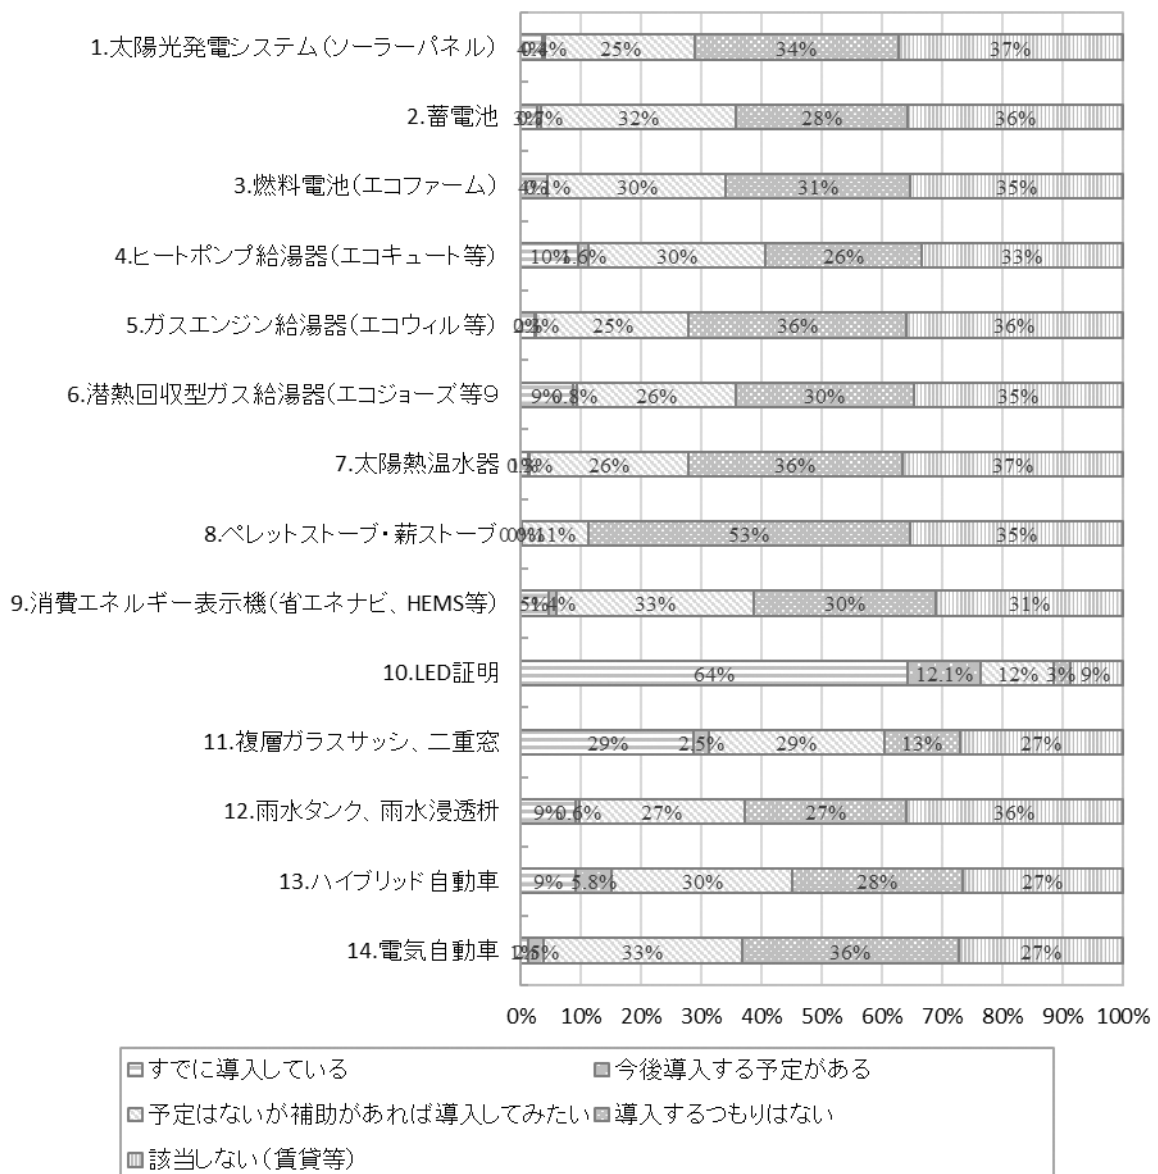 1.太陽光発電システム（ソーラーパネル） 25% 34% 37%
2.蓄電池 32% 28% 36%
3.燃料電池（エコファーム） 30% 31% 35%
4.ヒートポンプ給湯器（エコキュート等） 10% 1.6% 30% 26% 33%
5.ガスエンジン給湯器（エコウィル等） 25% 36% 36%
6.潜熱回収型ガス給湯器（エコジョーズ等９ 9% 0.8% 26% 30% 35%
7.太陽熱温水器 26% 36% 37%
8.ペレットストーブ・薪ストーブ 11% 53% 35%
9.消費エネルギー表示機（省エネナビ、HEMS等） 5% 1.4% 33% 30% 31%
10.LED証明 64% 12.1% 12% 3% 9%
11.複層ガラスサッシ、二重窓 29% 2.5% 29% 13% 27%
12.雨水タンク、雨水浸透枡 9% 0.6% 27% 27% 36%
13.ハイブリッド自動車 9% 5.8% 30% 28% 27%
14.電気自動車 33% 36% 27%
0% 10% 20% 30% 40% 50% 60% 70% 80% 90% 100%
すでに導入している 今後導入する予定がある
予定はないが補助があれば導入してみたい 導入するつもりはない
該当しない（賃貸等）